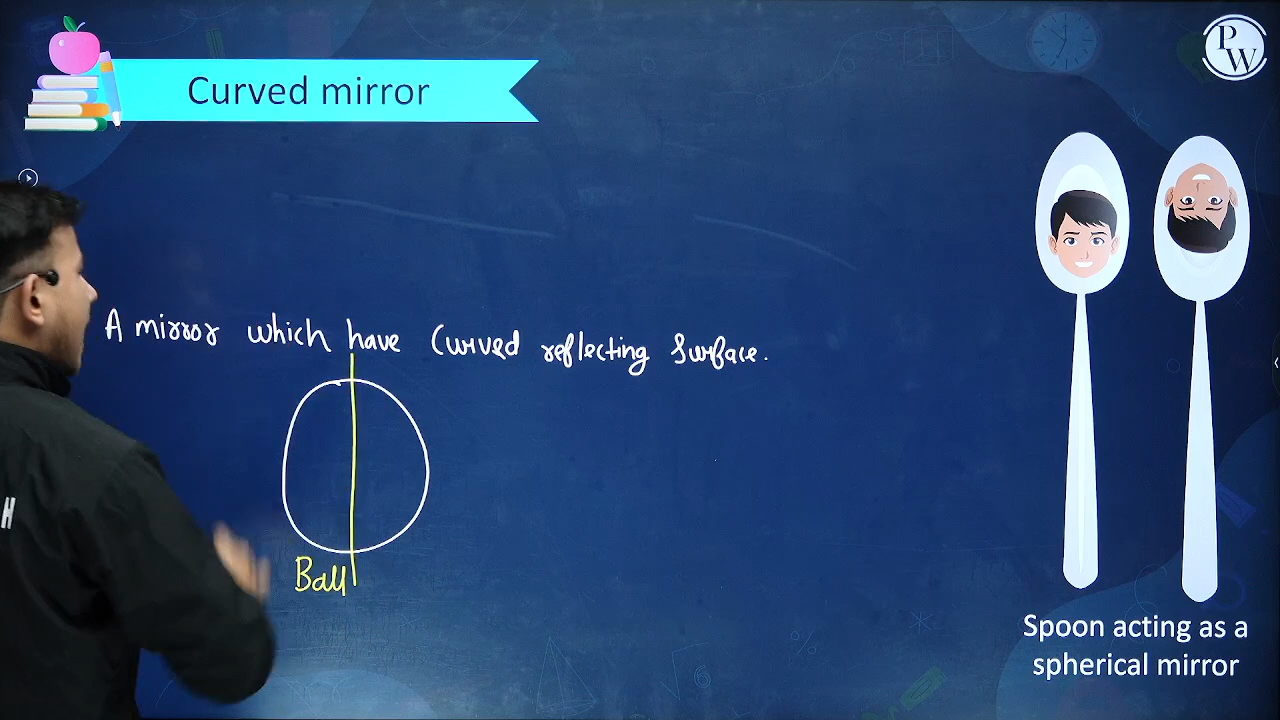 PW
Curved mirror
A mirror which have Curved reflecting Surface.
Ball
H
Spoon acting as a
spherical mirror